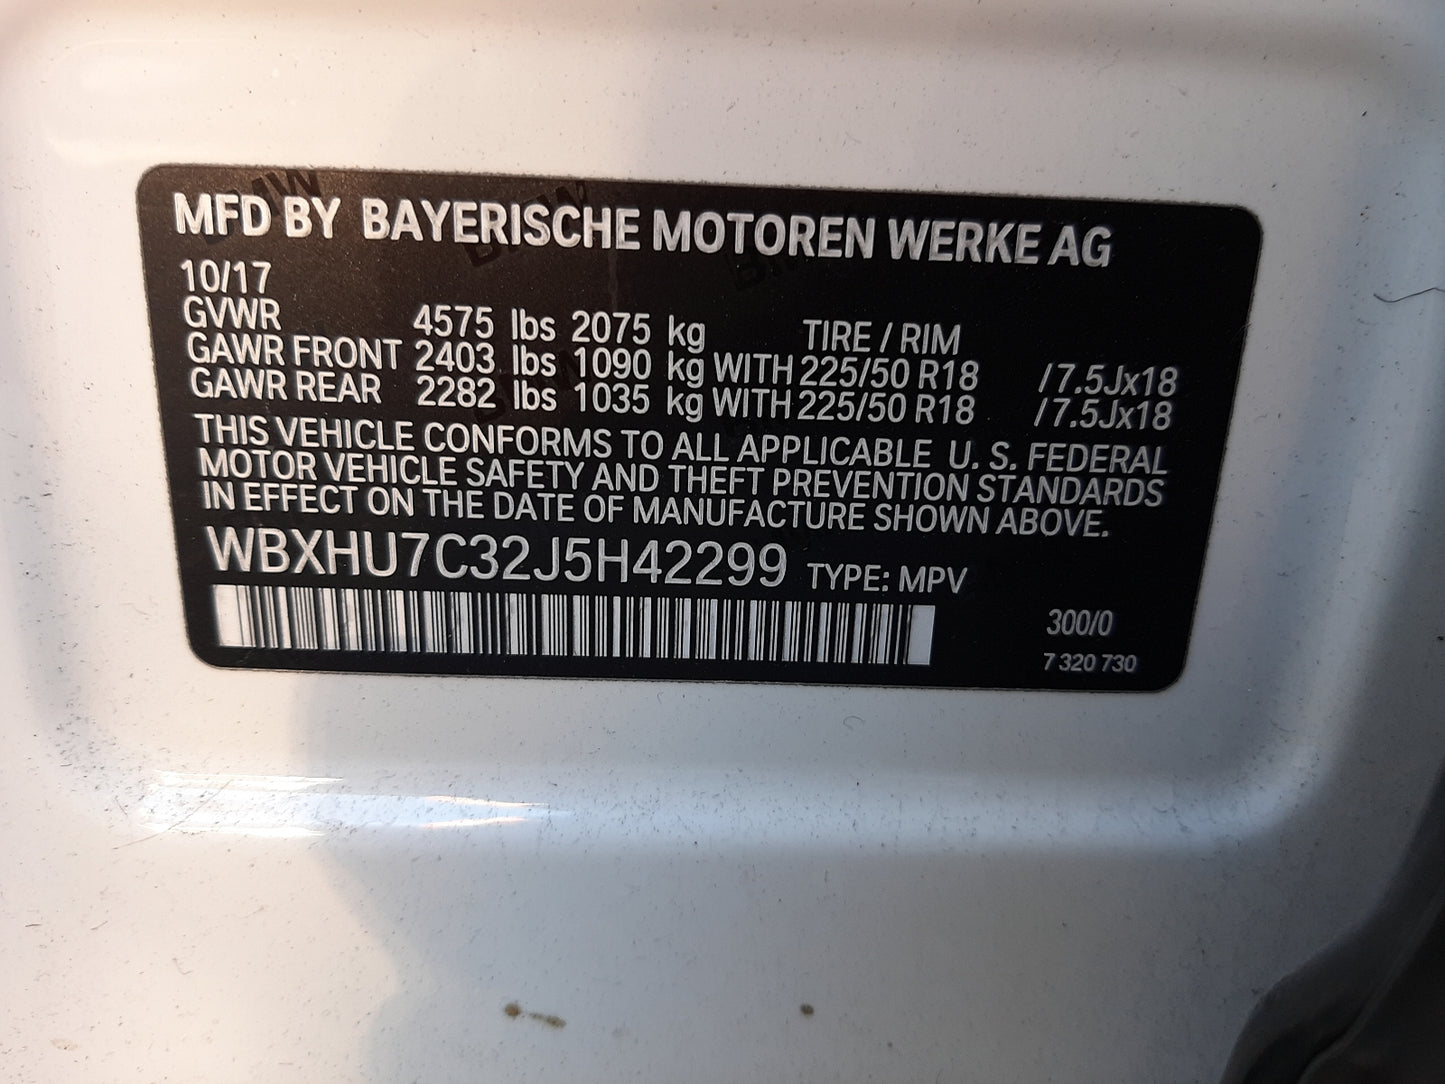 MFD BY BAYERISCHE MOTOREN WERKE AG
10/17
GVWR 4575 lbs 2075 kg TIRE / RIM
GAWR FRONT 2403 lbs 1090 kg WITH 225/50 R18 /7.5Jx18
GAWR REAR 2282 lbs 1035 kg WITH 225/50 R18 /7.5Jx18
THIS VEHICLE CONFORMS TO ALL APPLICABLE U. S. FEDERAL
MOTOR VEHICLE SAFETY AND THEFT PREVENTION STANDARDS
IN EFFECT ON THE DATE OF MANUFACTURE SHOWN ABOVE.
WBXHU7C32J5H42299 TYPE: MPV
300/0
7 320 730